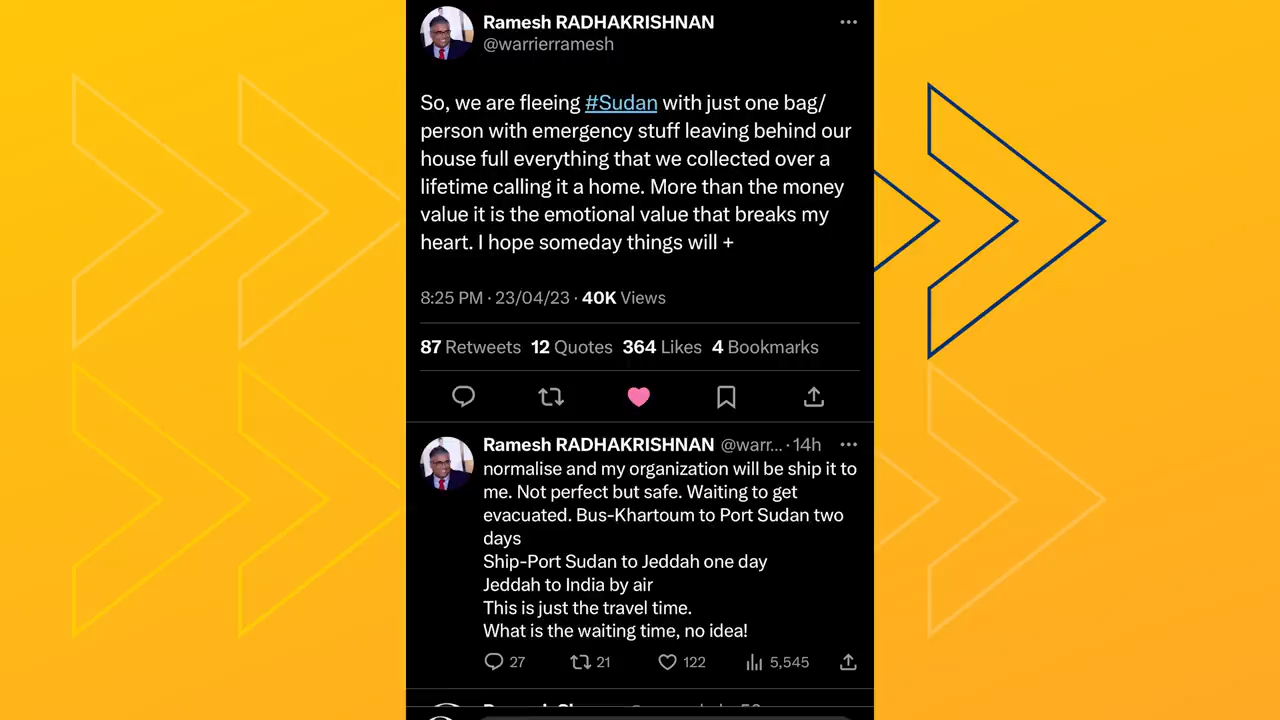 Ramesh RADHAKRISHNAN
@warrierramesh
So, we are fleeing #Sudan with just one bag/
person with emergency stuff leaving behind our
house full everything that we collected over a
lifetime calling it a home. More than the money
value it is the emotional value that breaks my
heart. I hope someday things will +
8:25 PM · 23/04/23 · 40K Views
87 Retweets 12 Quotes 364 Likes 4 Bookmarks
Ramesh RADHAKRISHNAN @warr... · 14h
normalise and my organization will be ship it to
me. Not perfect but safe. Waiting to get
evacuated. Bus-Khartoum to Port Sudan two
days
Ship-Port Sudan to Jeddah one day
Jeddah to India by air
This is just the travel time.
What is the waiting time, no idea!
27 21 122 5,545